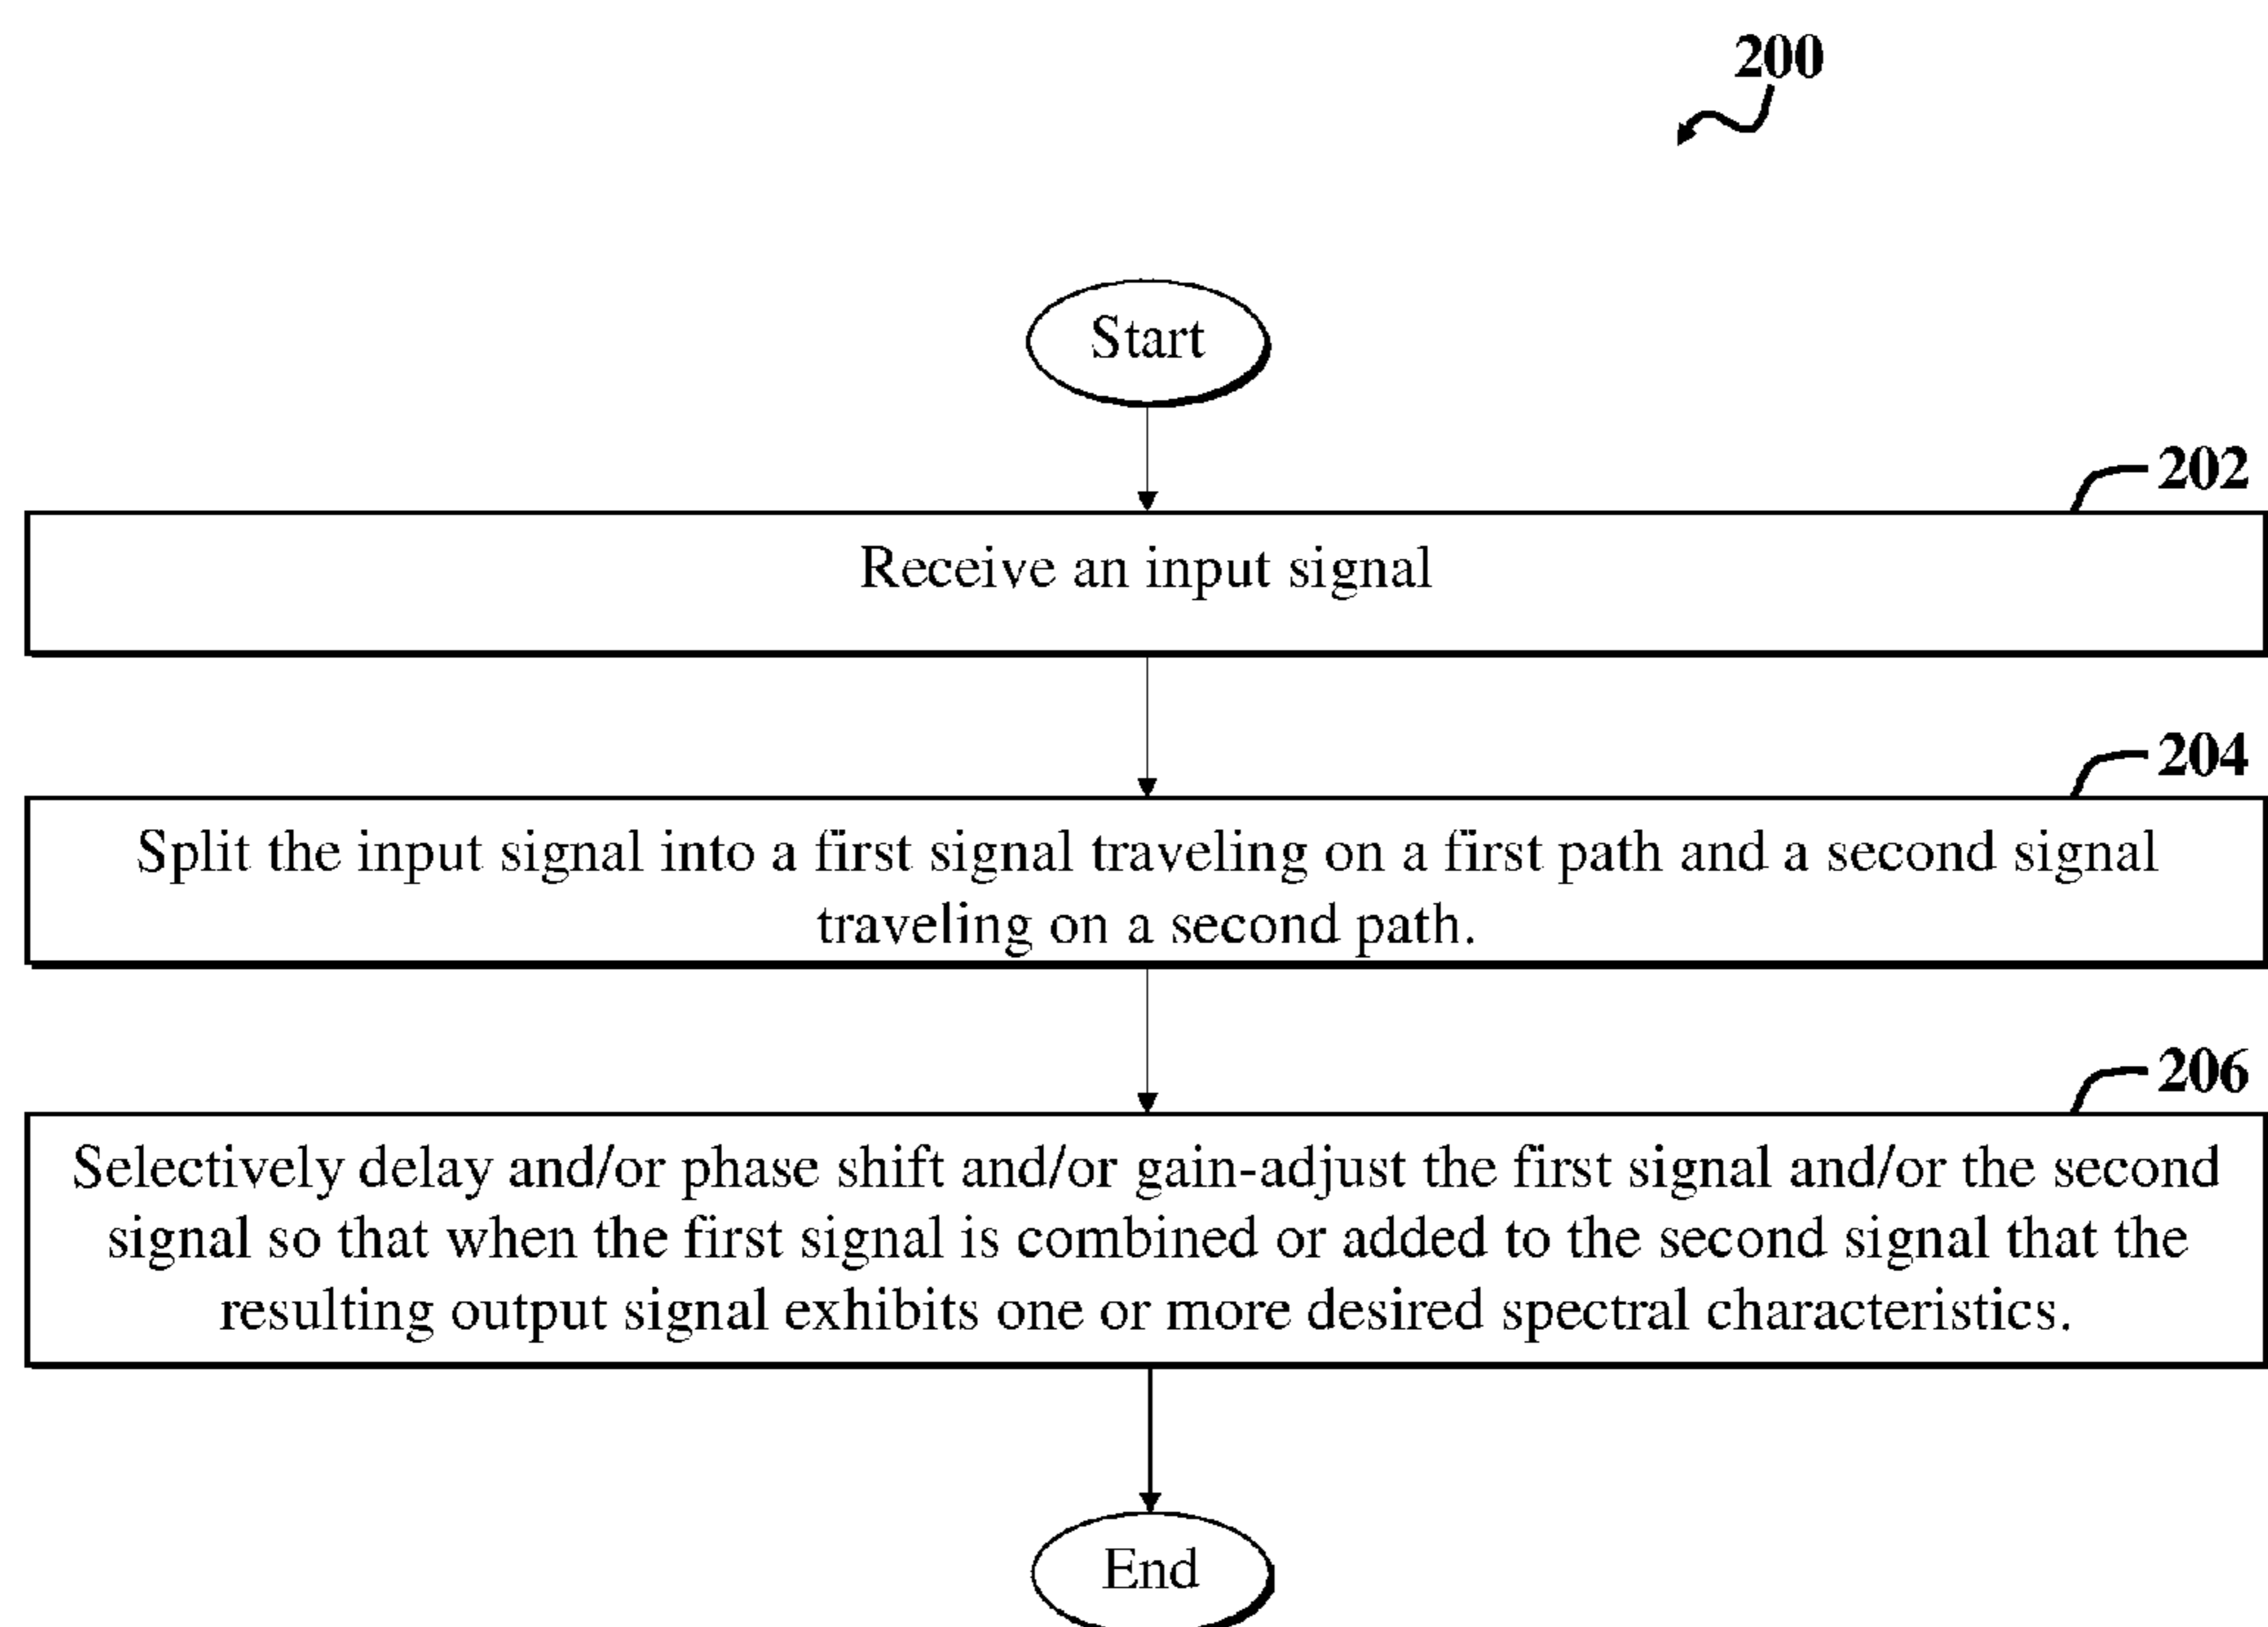 200
Start
202
Receive an input signal
204
Split the input signal into a first signal traveling on a first path and a second signal
traveling on a second path.
206
Selectively delay and/or phase shift and/or gain-adjust the first signal and/or the second
signal so that when the first signal is combined or added to the second signal that the
resulting output signal exhibits one or more desired spectral characteristics.
End